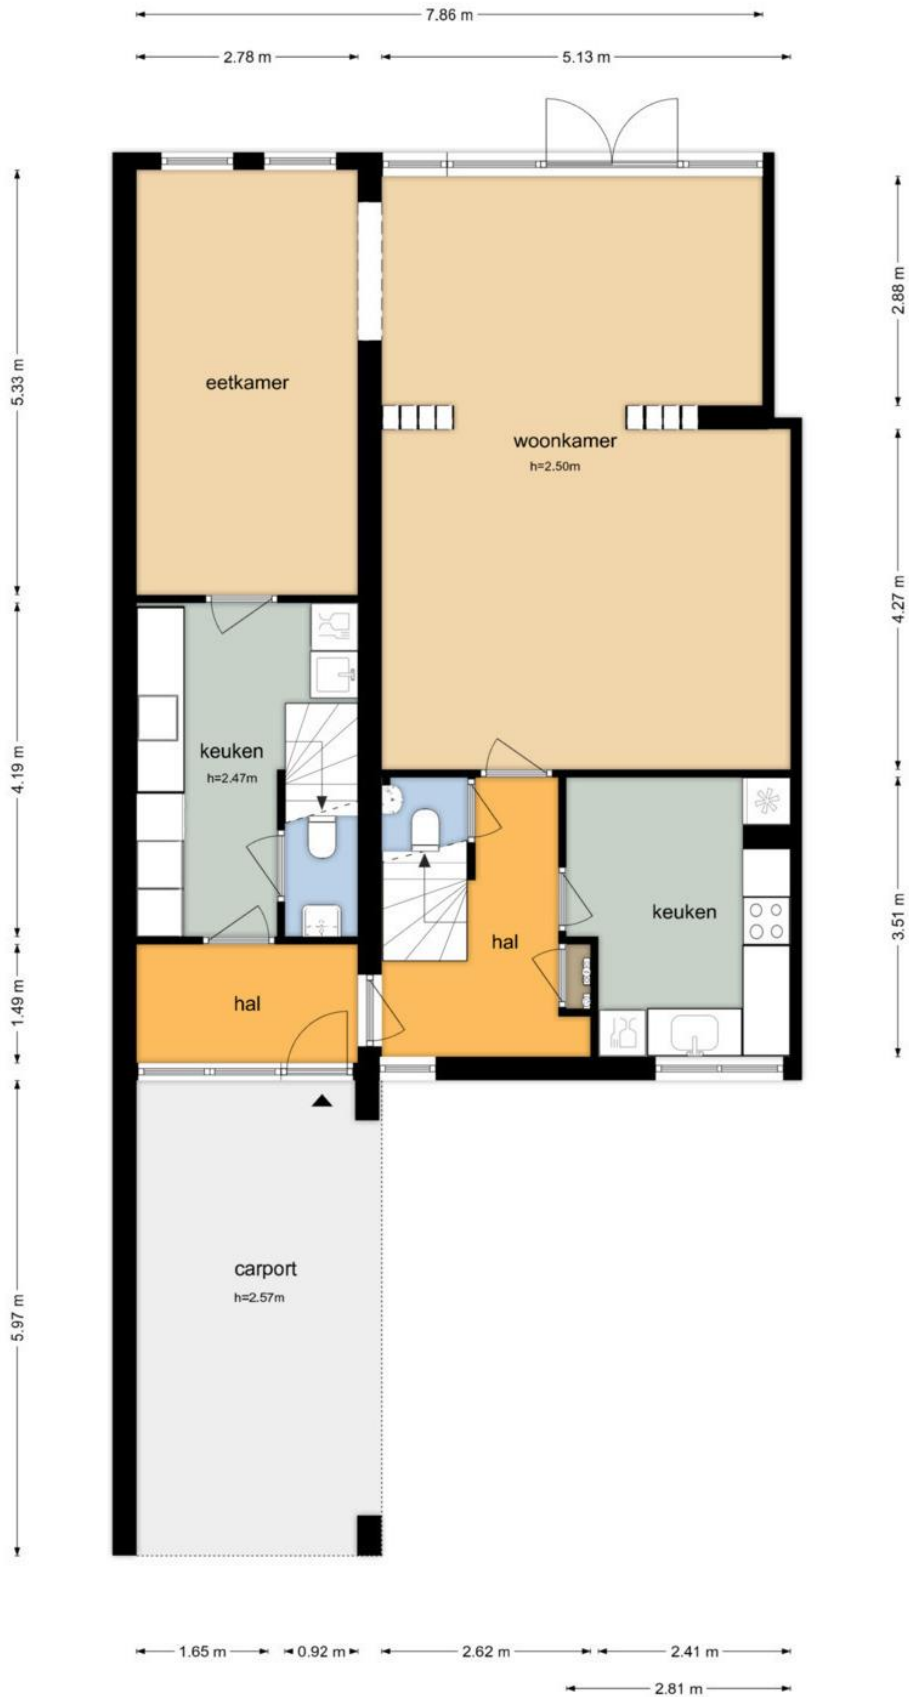 7.86 m
2.78 m
5.13 m
5.33 m
2.88 m
eetkamer
woonkamer
h=2.50m
4.27 m
4.19 m
keuken
h=2.47m
keuken
3.51 m
hal
1.49 m
hal
carport
h=2.57m
5.97 m
1.65 m
0.92 m
2.62 m
2.41 m
2.81 m